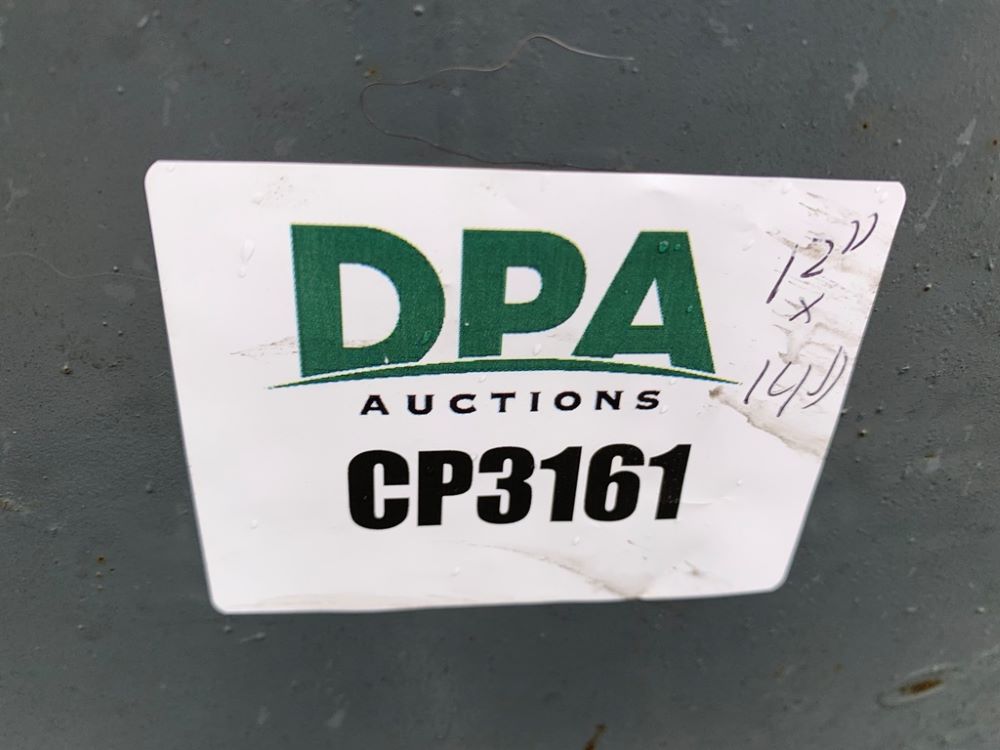 DPA
AUCTIONS
CP3161
12"
x
14"